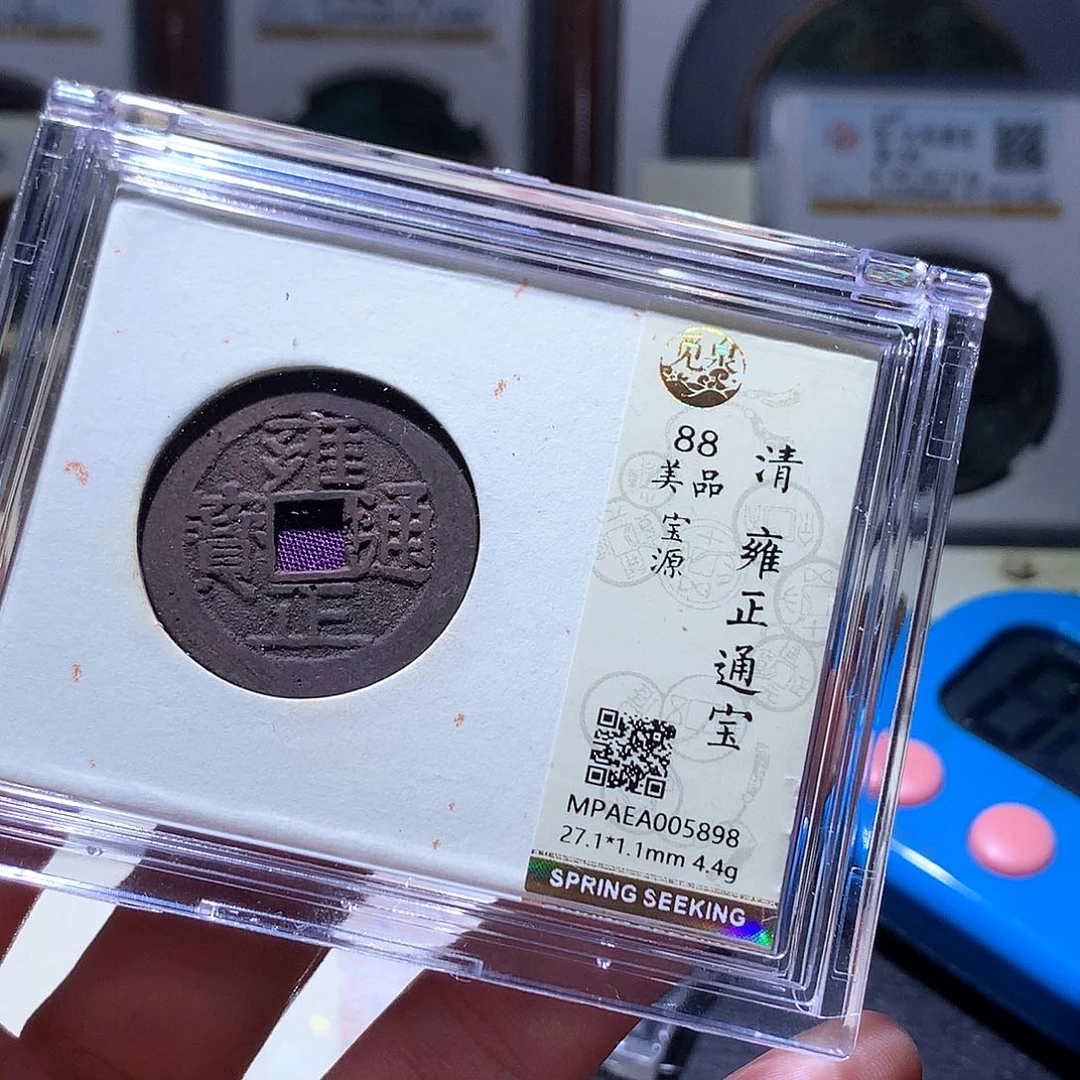 雍正通寳
觅泉
88
美品
宝源
清 雍正通宝
MPAEA005898
27.1*1.1mm 4.4g
SPRING SEEKING